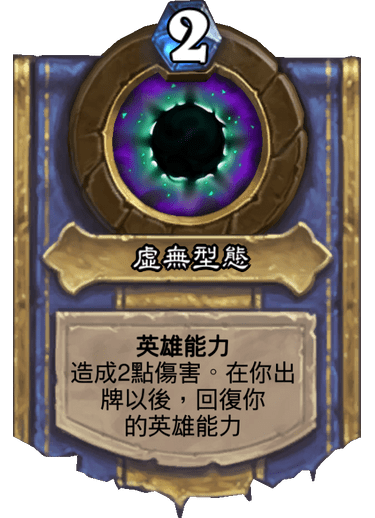 2
虛無型態
英雄能力
造成2點傷害。在你出
牌以後，回復你
的英雄能力